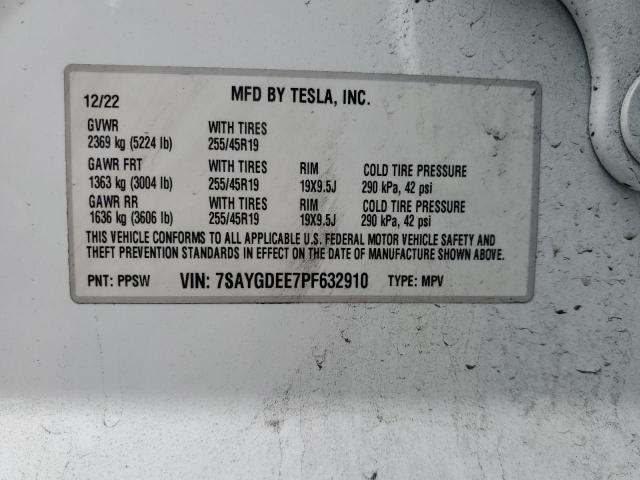 12/22 MFD BY TESLA, INC.
GVWR WITH TIRES
2369 kg (5224 lb) 255/45R19
GAWR FRT WITH TIRES RIM COLD TIRE PRESSURE
1363 kg (3004 lb) 255/45R19 19X9.5J 290 kPa, 42 psi
GAWR RR WITH TIRES RIM COLD TIRE PRESSURE
1636 kg (3606 lb) 255/45R19 19X9.5J 290 kPa, 42 psi
THIS VEHICLE CONFORMS TO ALL APPLICABLE U.S. FEDERAL MOTOR VEHICLE SAFETY AND
THEFT PREVENTION STANDARDS IN EFFECT ON THE DATE OF MANUFACTURE SHOWN ABOVE.
PNT: PPSW VIN: 7SAYGDEE7PF632910 TYPE: MPV